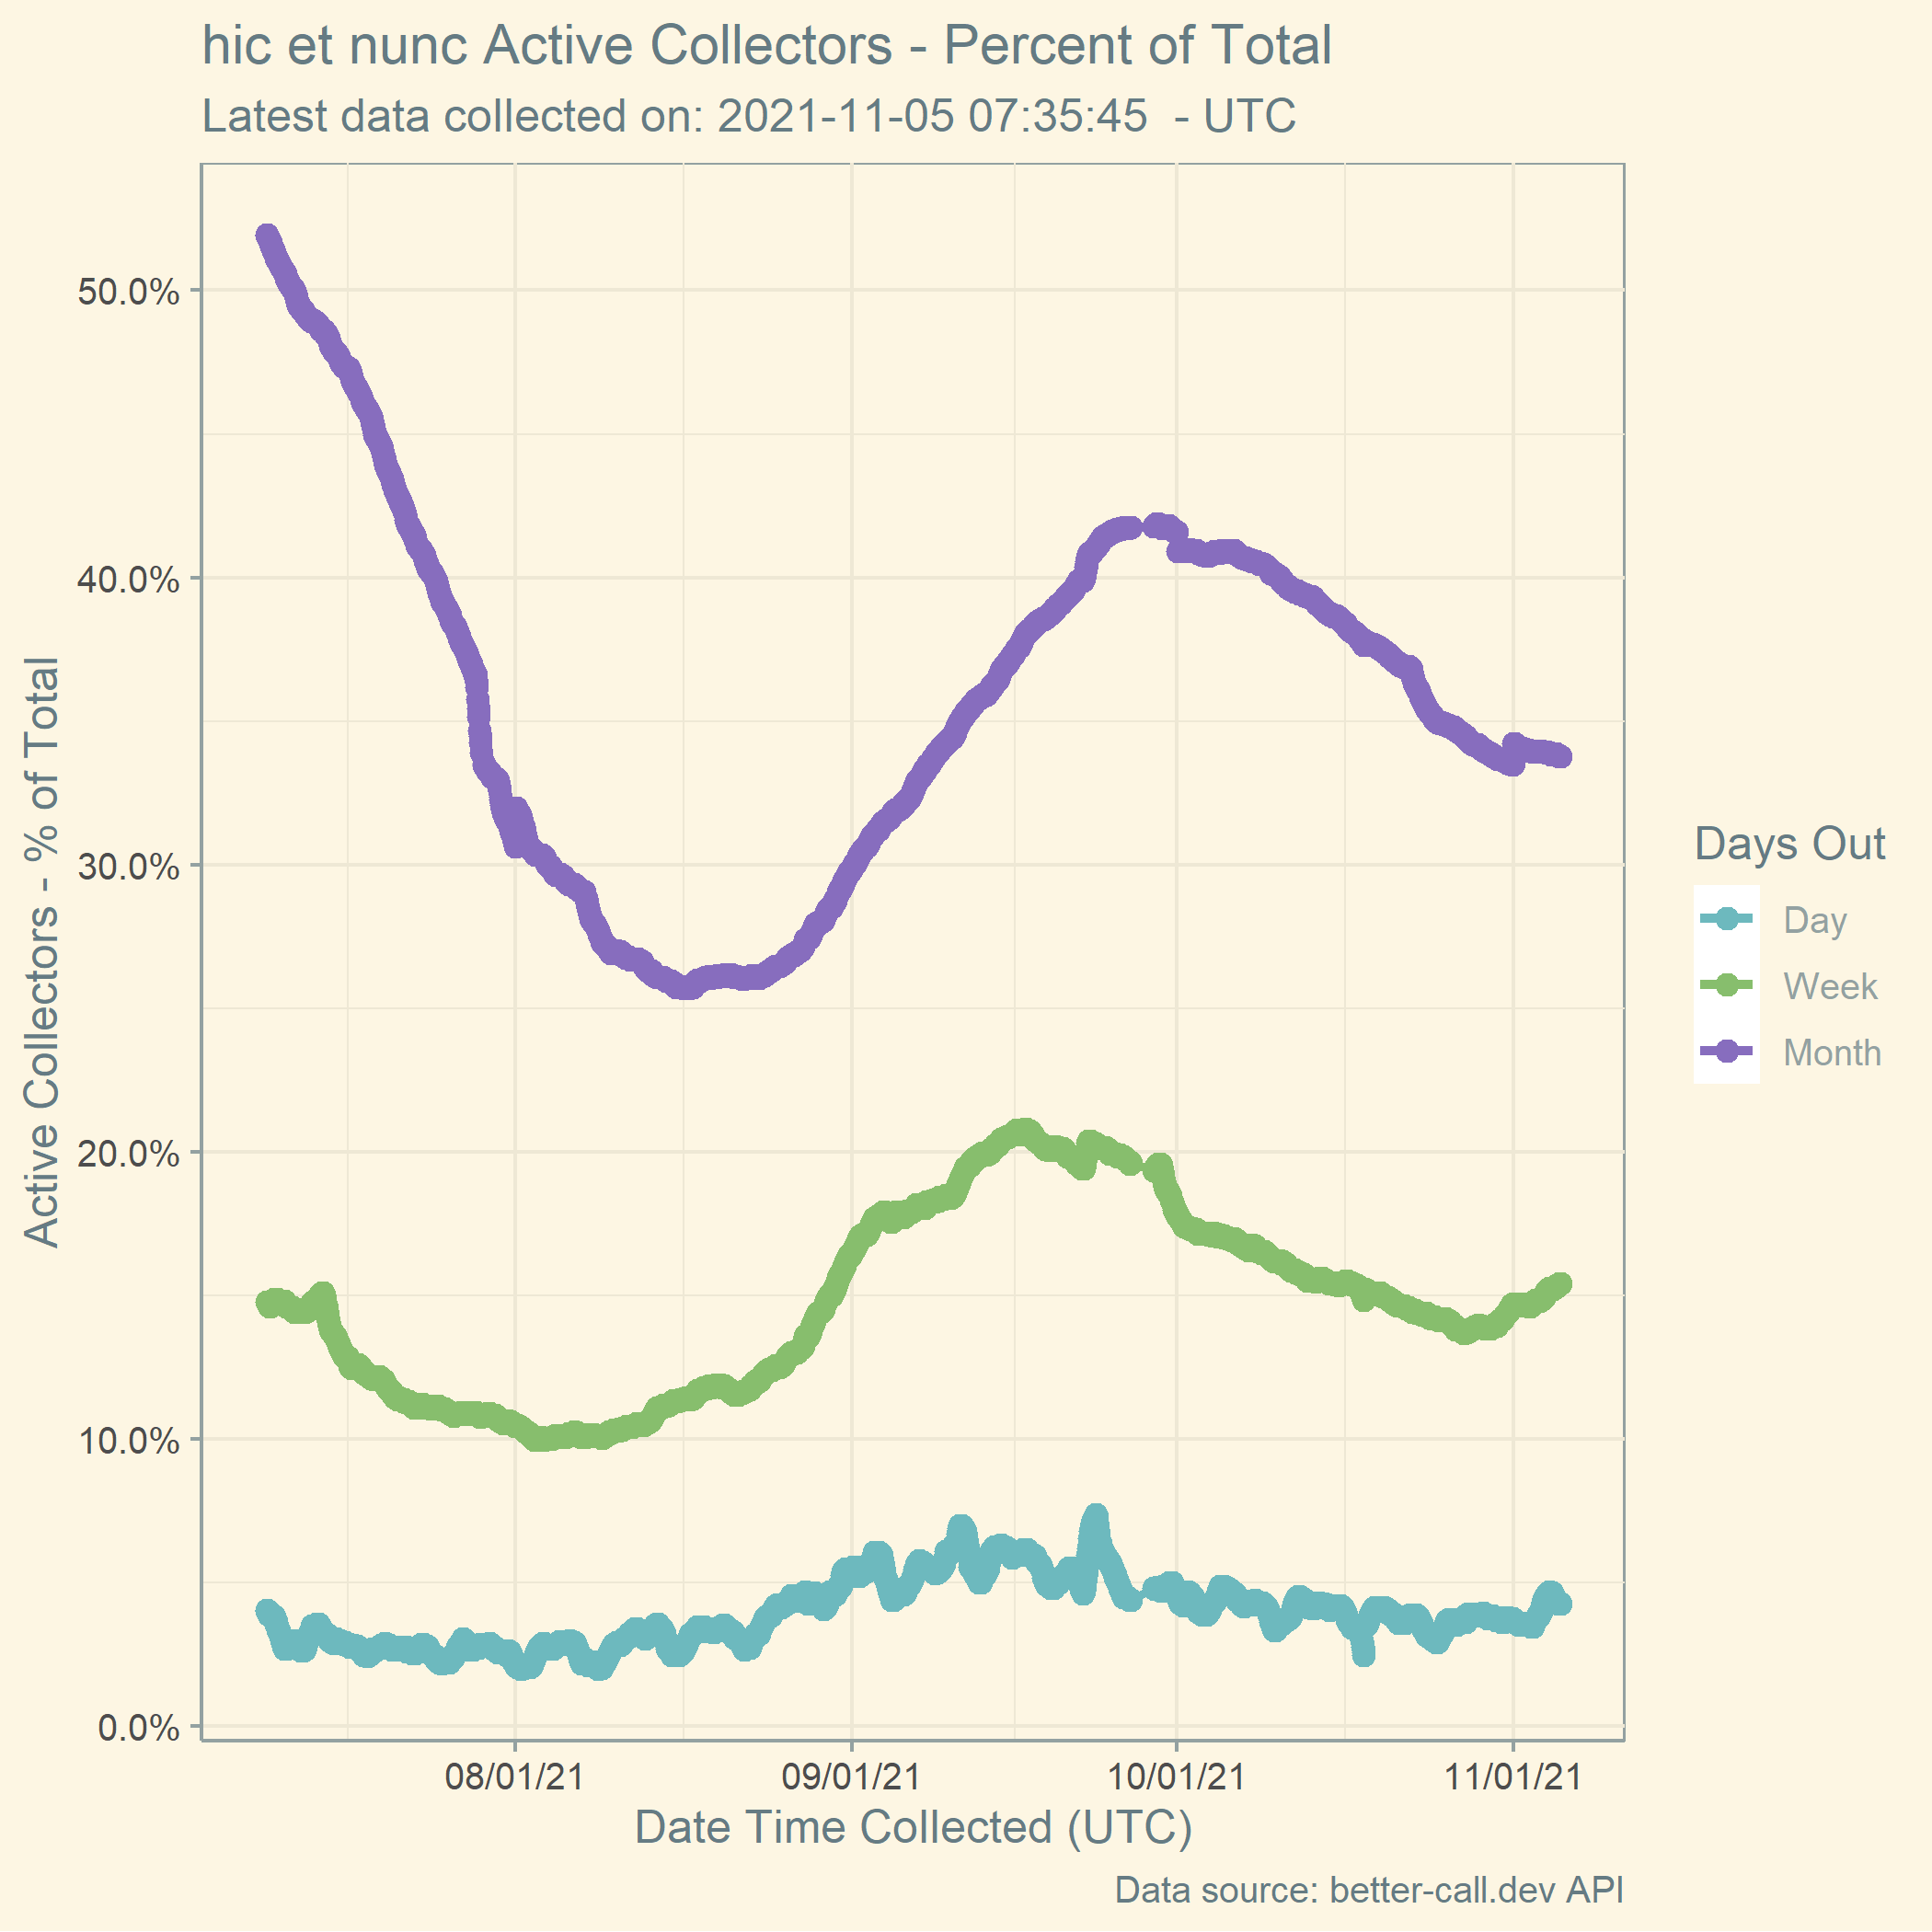 hic et nunc Active Collectors - Percent of Total
Latest data collected on: 2021-11-05 07:35:45  - UTC
Active Collectors - % of Total
50.0%
40.0%
30.0%
20.0%
10.0%
0.0%
08/01/21
09/01/21
10/01/21
11/01/21
Date Time Collected (UTC)
Days Out
Day
Week
Month
Data source: better-call.dev API